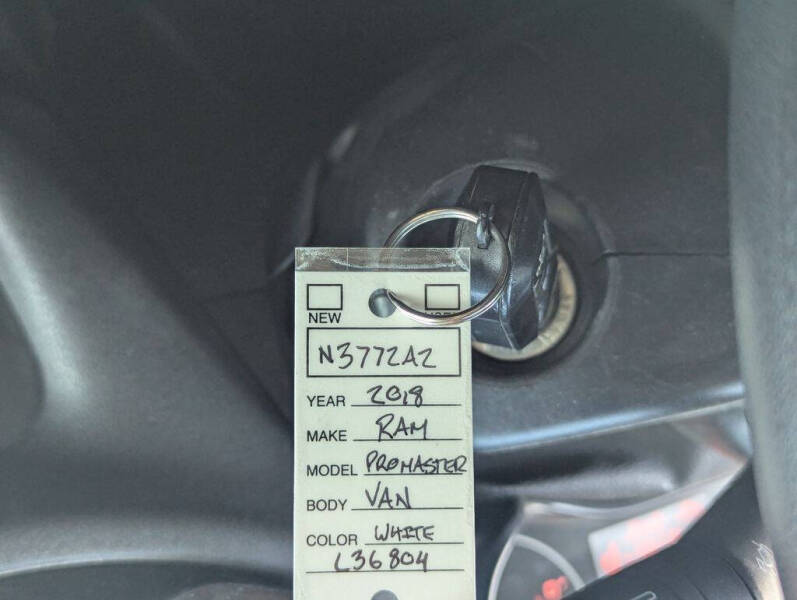 NEW
N3772A2
YEAR 2018
MAKE RAM
MODEL PROMASTER
BODY VAN
COLOR WHITE
L36804